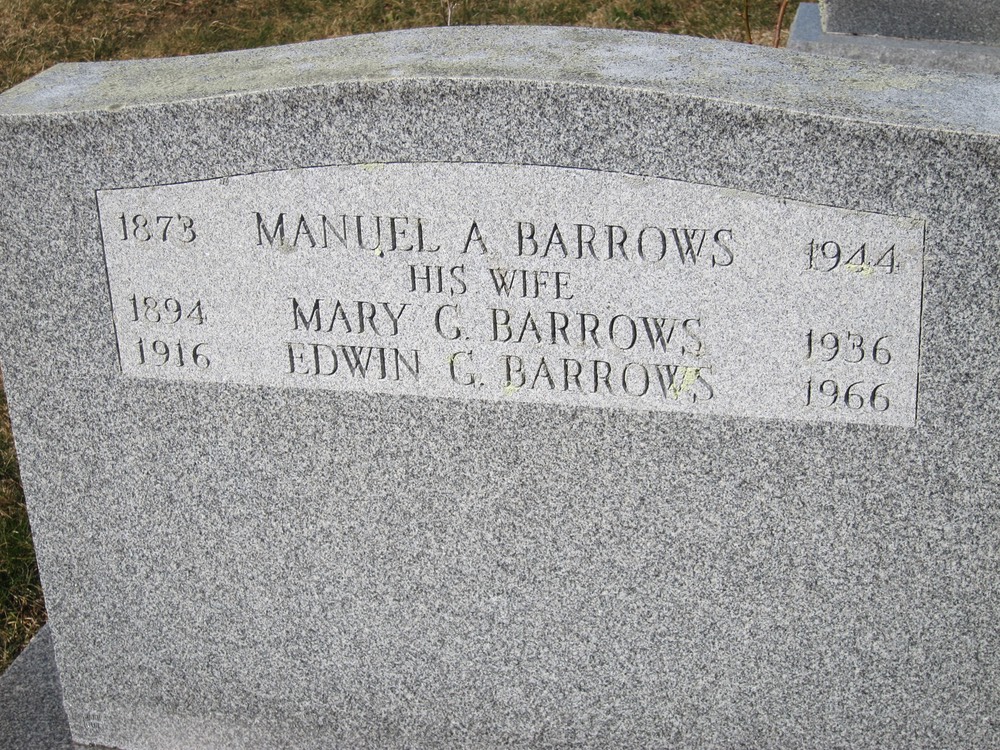 1873 MANUEL A BARROWS 1944
HIS WIFE
1894 MARY G. BARROWS 1936
1916 EDWIN G. BARROWS 1966